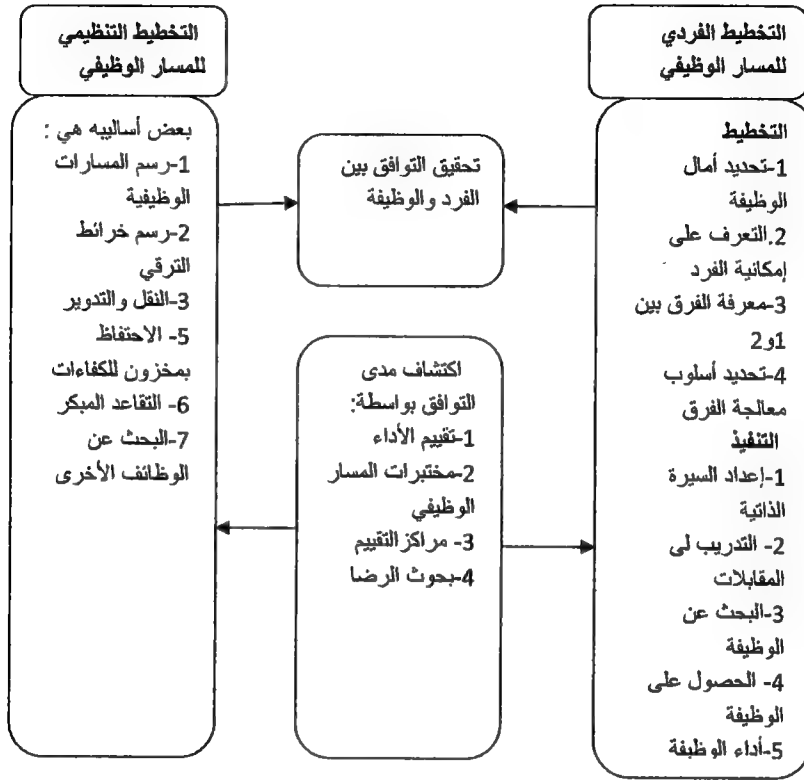 التخطيط الفردي
للمسار الوظيفي
التخطيط
1-تحديد أمال
الوظيفة
2.التعرف على
إمكانية الفرد
3-معرفة الفرق بين
1و2
4-تحديد أسلوب
معالجة الفرق
التنفيذ
1-إعداد السيرة
الذاتية
2- التدريب لى
المقابلات
3-البحث عن
الوظيفة
4- الحصول على
الوظيفة
5-أداء الوظيفة
تحقيق التوافق بين
الفرد والوظيفة
اكتشاف مدى
التوافق بواسطة:
1-تقييم الأداء
2-مختبرات المسار
الوظيفي
3- مراكز التقييم
4-بحوث الرضا
التخطيط التنظيمي
للمسار الوظيفي
بعض أساليبه هي :
1-رسم المسارات
الوظيفية
2-رسم خرائط
الترقي
3-النقل والتدوير
5- الاحتفاظ
بمخزون للكفاءات
6- التقاعد المبكر
7-البحث عن
الوظائف الأخرى